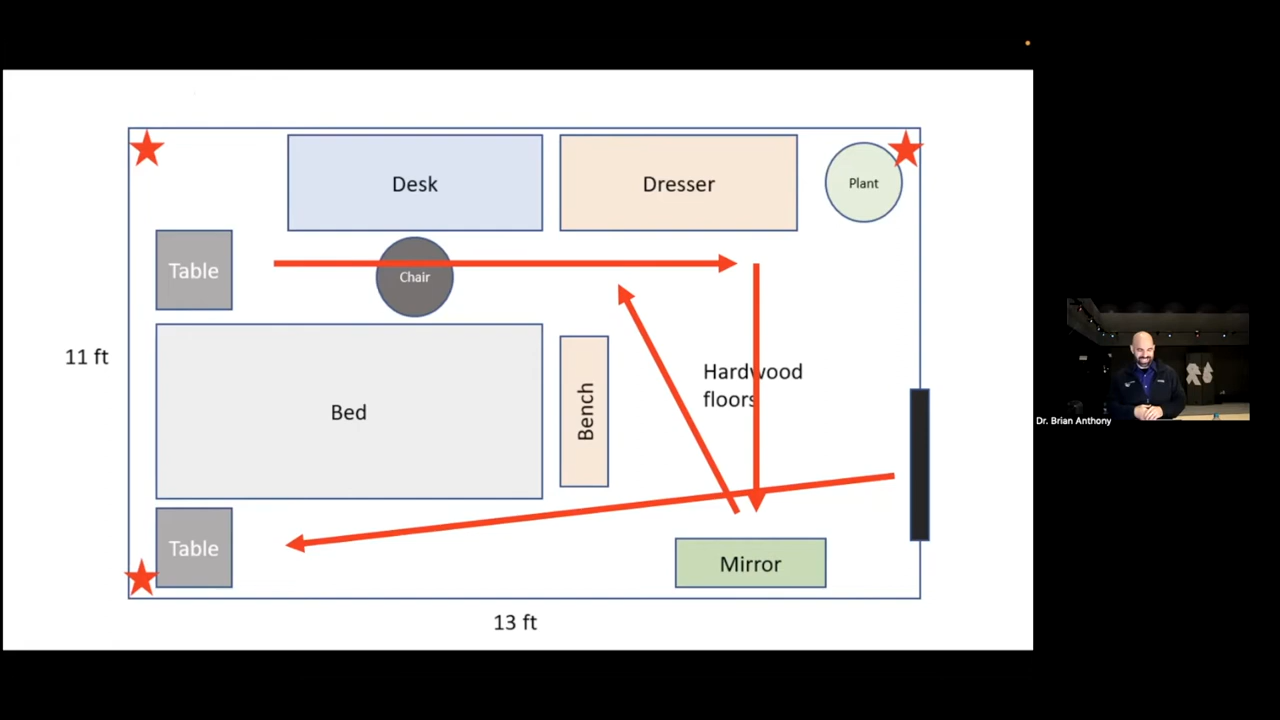 Desk
Dresser
Plant
Table
Chair
11 ft
Hardwood
floors
Bed
Bench
Table
Mirror
13 ft
Dr. Brian Anthony